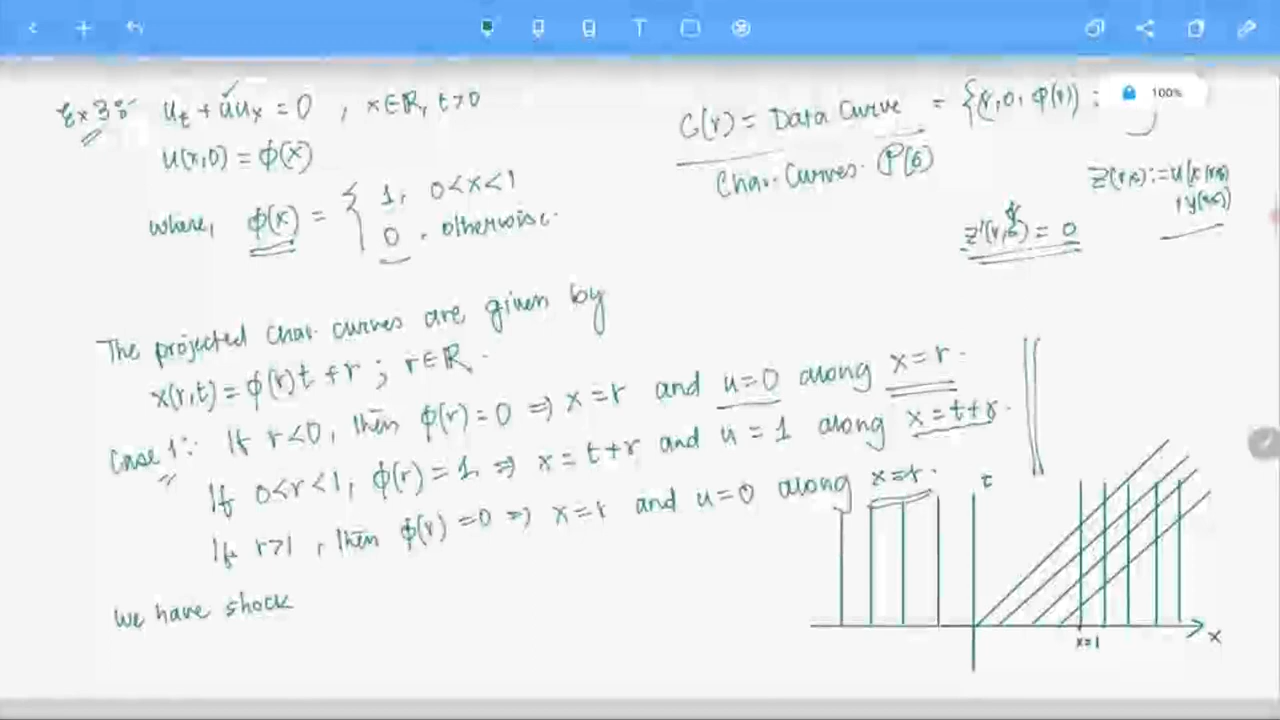 100%
Ex 3:- u_t + u u_x = 0 , x∈ℝ, t>0
u(x,0) = ϕ(x)
where, ϕ(x) = { 1, 0<x<1
0, otherwise.
G(r) = Data Curve = {(r,0,ϕ(r)) :
Char. Curves.
z'(r,s) = 0
The projected char. curves are given by
x(r,t) = ϕ(r)t + r ; r∈ℝ.
Case 1: If r<0, then ϕ(r) = 0 ⇒ x = r and u=0 along x=r.
If 0<r<1, ϕ(r) = 1 ⇒ x = t+r and u = 1 along x = t+r.
If r>1, then ϕ(r) = 0 ⇒ x=r and u=0 along x=r.
We have shock
t
x=1
x